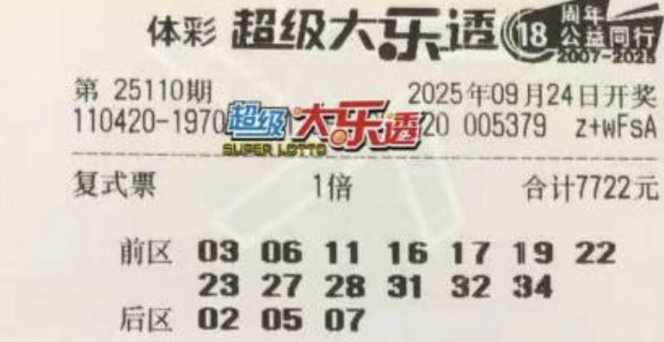 体彩 超级大乐透 18 周年 公益同行 2007-2025
第 25110期 2025年09月24日开奖
110420-1970 超级大乐透 20 005379 z+wFsA
SUPER LOTTO
复式票 1倍 合计7722元
前区 03 06 11 16 17 19 22
23 27 28 31 32 34
后区 02 05 07